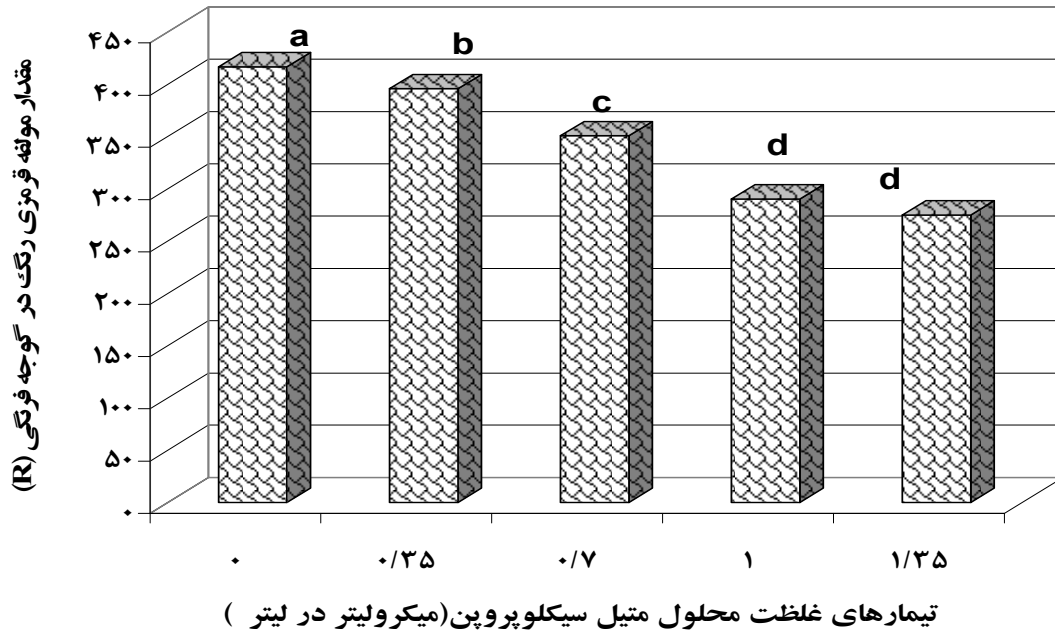 مقدار مولفه قرمزی رنگ در گوجه فرنگی (R)
۴۵۰
۴۰۰
۳۵۰
۳۰۰
۲۵۰
۲۰۰
۱۵۰
۱۰۰
۵۰
۰
a
b
c
d
d
۰
۰/۳۵
۰/۷
۱
۱/۳۵
تیمارهای غلظت محلول متیل سیکلوپروپن(میکرولیتر در لیتر )